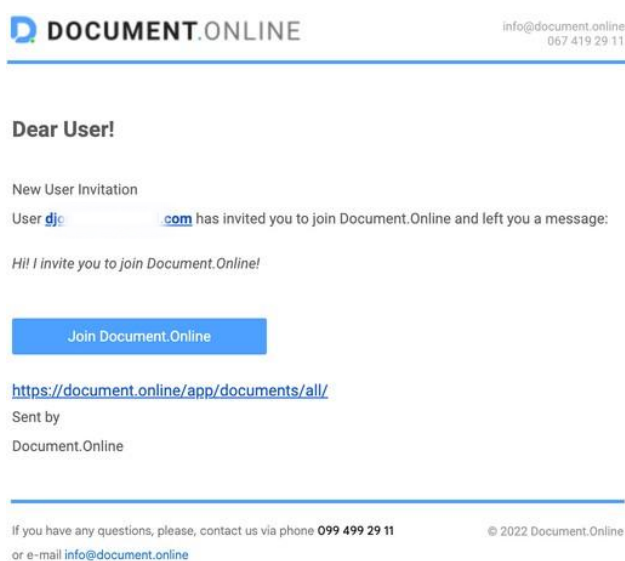 DOCUMENT.ONLINE
info@document.online
067 419 29 11
Dear User!
New User Invitation
User .com has invited you to join Document.Online and left you a message:
Hi! I invite you to join Document.Online!
Join Document.Online
https://document.online/app/documents/all/
Sent by
Document.Online
If you have any questions, please, contact us via phone 099 499 29 11
© 2022 Document.Online
or e-mail info@document.online